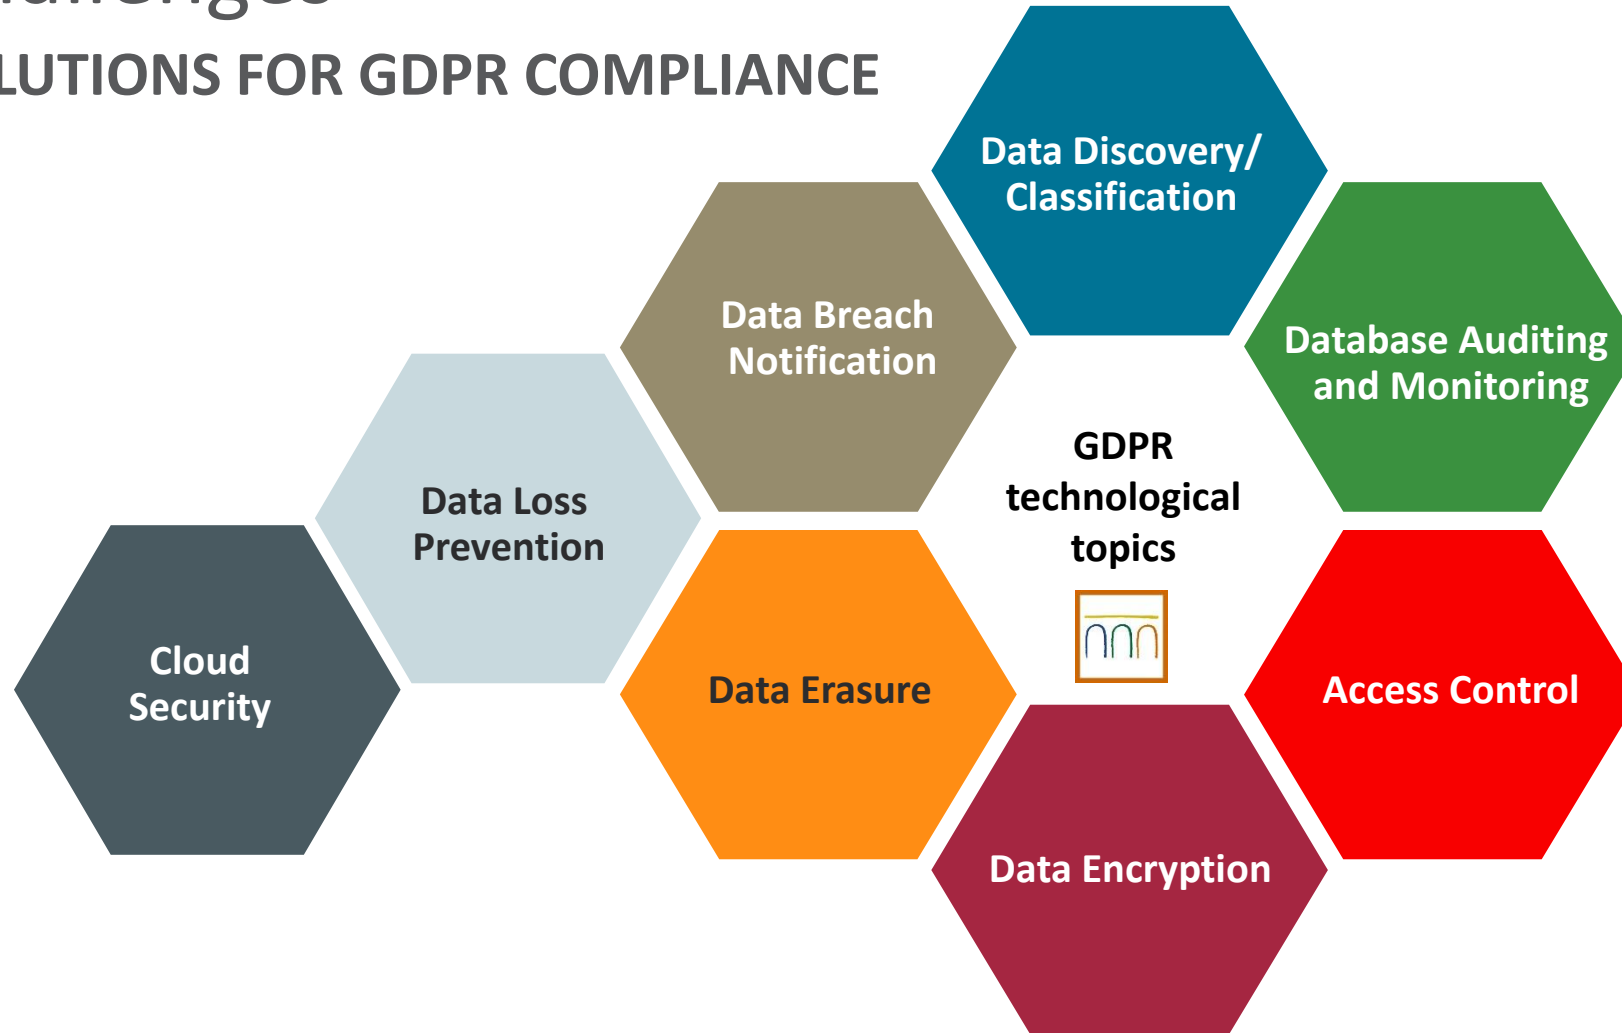 LUTIONS FOR GDPR COMPLIANCE
Data Discovery/
Classification
Data Breach
Notification
Database Auditing
and Monitoring
GDPR
technological
topics
Data Loss
Prevention
Cloud
Security
Data Erasure
Access Control
Data Encryption